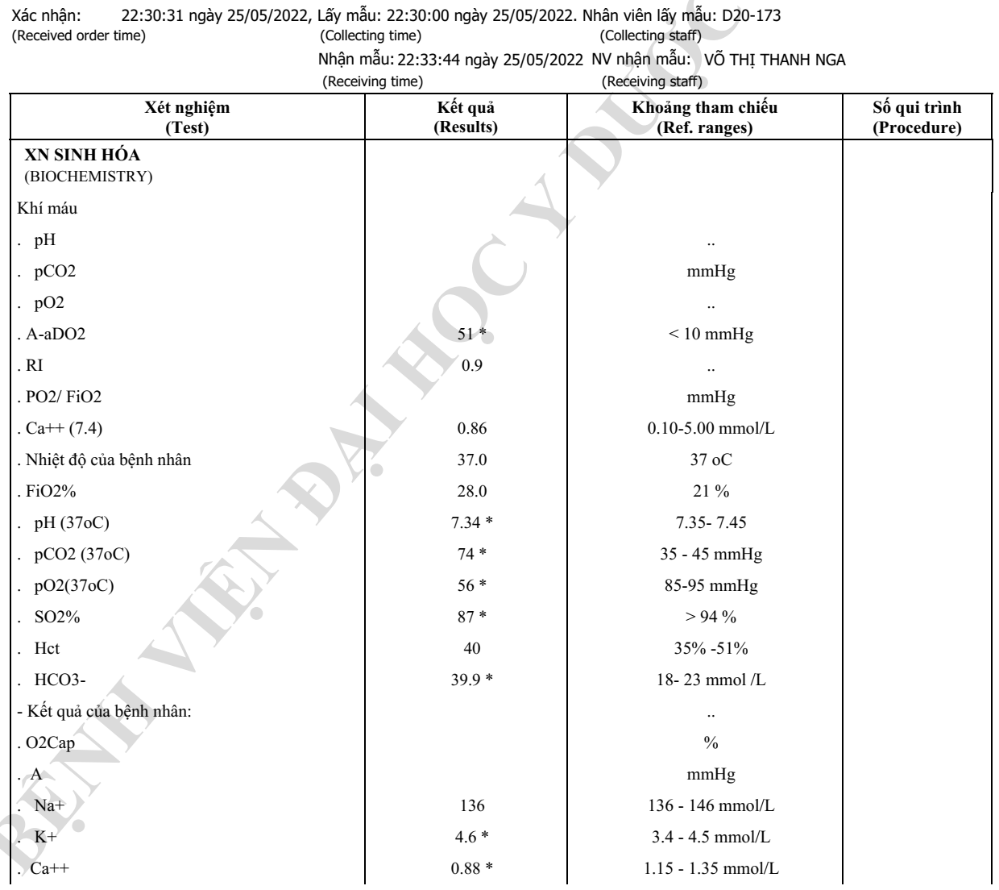 Xác nhận: 22:30:31 ngày 25/05/2022, Lấy mẫu: 22:30:00 ngày 25/05/2022. Nhân viên lấy mẫu: D20-173
(Received order time) (Collecting time) (Collecting staff)
Nhận mẫu: 22:33:44 ngày 25/05/2022 NV nhận mẫu: VÕ THỊ THANH NGA
(Receiving time) (Receiving staff)
Xét nghiệm Kết quả Khoảng tham chiếu Số qui trình
(Test) (Results) (Ref. ranges) (Procedure)
XN SINH HÓA
(BIOCHEMISTRY)
Khí máu
. pH ..
. pCO2 mmHg
. pO2 ..
. A-aDO2 51 * < 10 mmHg
. RI 0.9 ..
. PO2/ FiO2 mmHg
. Ca++ (7.4) 0.86 0.10-5.00 mmol/L
. Nhiệt độ của bệnh nhân 37.0 37 oC
. FiO2% 28.0 21 %
. pH (37oC) 7.34 * 7.35- 7.45
. pCO2 (37oC) 74 * 35 - 45 mmHg
. pO2(37oC) 56 * 85-95 mmHg
. SO2% 87 * > 94 %
. Hct 40 35% -51%
. HCO3- 39.9 * 18- 23 mmol /L
- Kết quả của bệnh nhân: ..
. O2Cap %
. A mmHg
. Na+ 136 136 - 146 mmol/L
. K+ 4.6 * 3.4 - 4.5 mmol/L
. Ca++ 0.88 * 1.15 - 1.35 mmol/L
BỆNH VIỆN ĐẠI HỌC Y DƯỢC